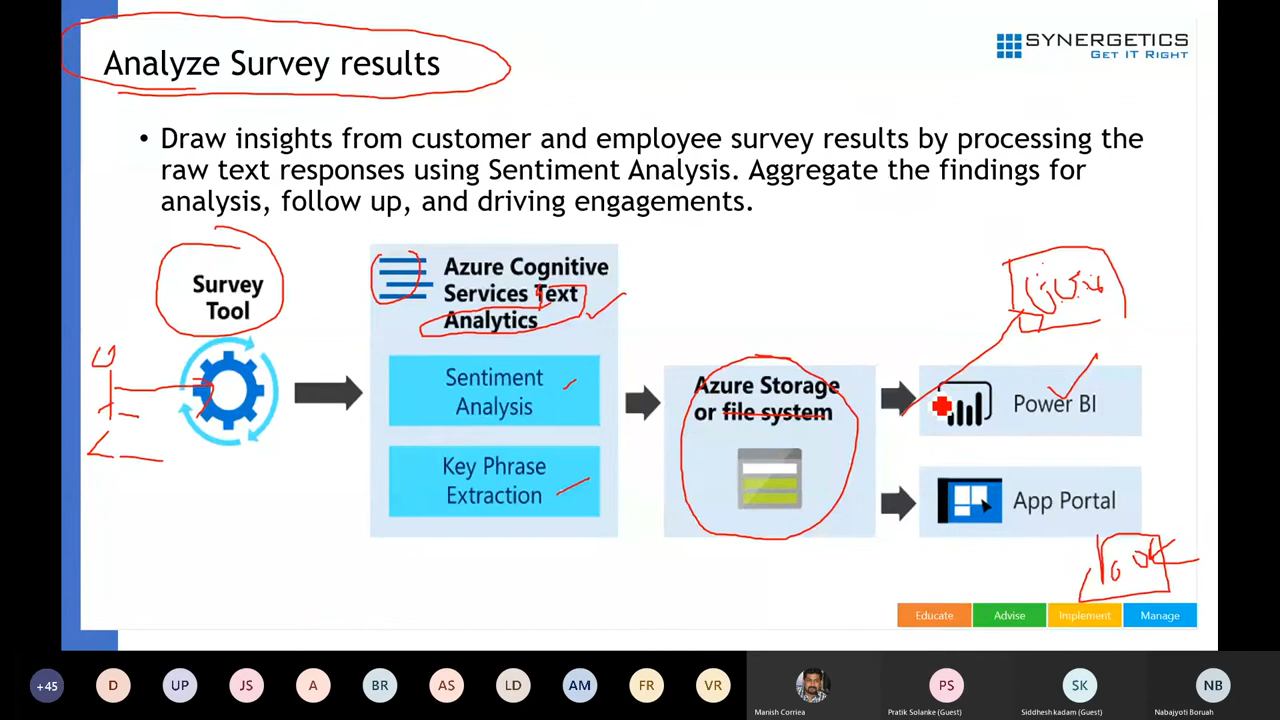 Analyze Survey results
SYNERGETICS
GET IT RIGHT
• Draw insights from customer and employee survey results by processing the
raw text responses using Sentiment Analysis. Aggregate the findings for
analysis, follow up, and driving engagements.
Survey
Tool
Azure Cognitive
Services Text
Analytics
Sentiment
Analysis
Key Phrase
Extraction
Azure Storage
or file system
Power BI
App Portal
Educate
Advise
Implement
Manage
+45
D
UP
JS
A
BR
AS
LD
AM
FR
VR
Manish Corriea
PS
Pratik Solanke (Guest)
SK
Siddhesh kadam (Guest)
NB
Nabajyoti Boruah